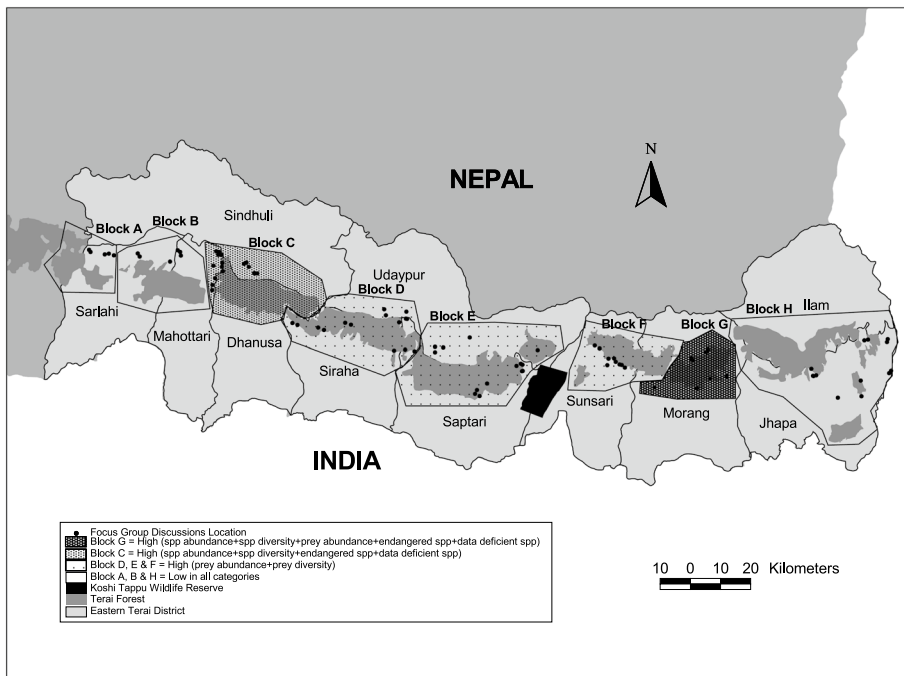 NEPAL
N
Block B
Block A
Sindhuli
Block C
Udaypur
Block D
Block E
Ilam
Block H
Block F
Block G
Sarlahi
Mahottari
Dhanusa
Siraha
Saptari
Sunsari
Morang
Jhapa
INDIA
Focus Group Discussions Location
Block G = High (spp abundance+spp diversity+prey abundance+endangered spp+data deficient spp)
Block C = High (spp abundance+spp diversity+endangered spp+data deficient spp)
Block D, E & F = High (prey abundance+prey diversity)
Block A, B & H = Low in all categories
Koshi Tappu Wildlife Reserve
Terai Forest
Eastern Terai District
10 0 10 20 Kilometers